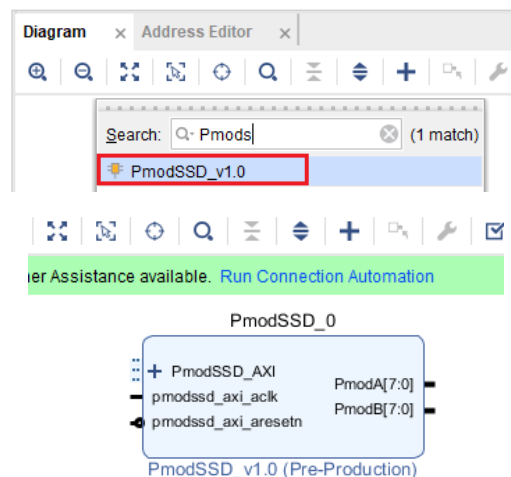 Diagram × Address Editor ×
Search: Pmods (1 match)
PmodSSD_v1.0
er Assistance available. Run Connection Automation
PmodSSD_0
PmodSSD_AXI
pmodssd_axi_aclk
PmodA[7:0]
pmodssd_axi_aresetn
PmodB[7:0]
PmodSSD_v1.0 (Pre-Production)